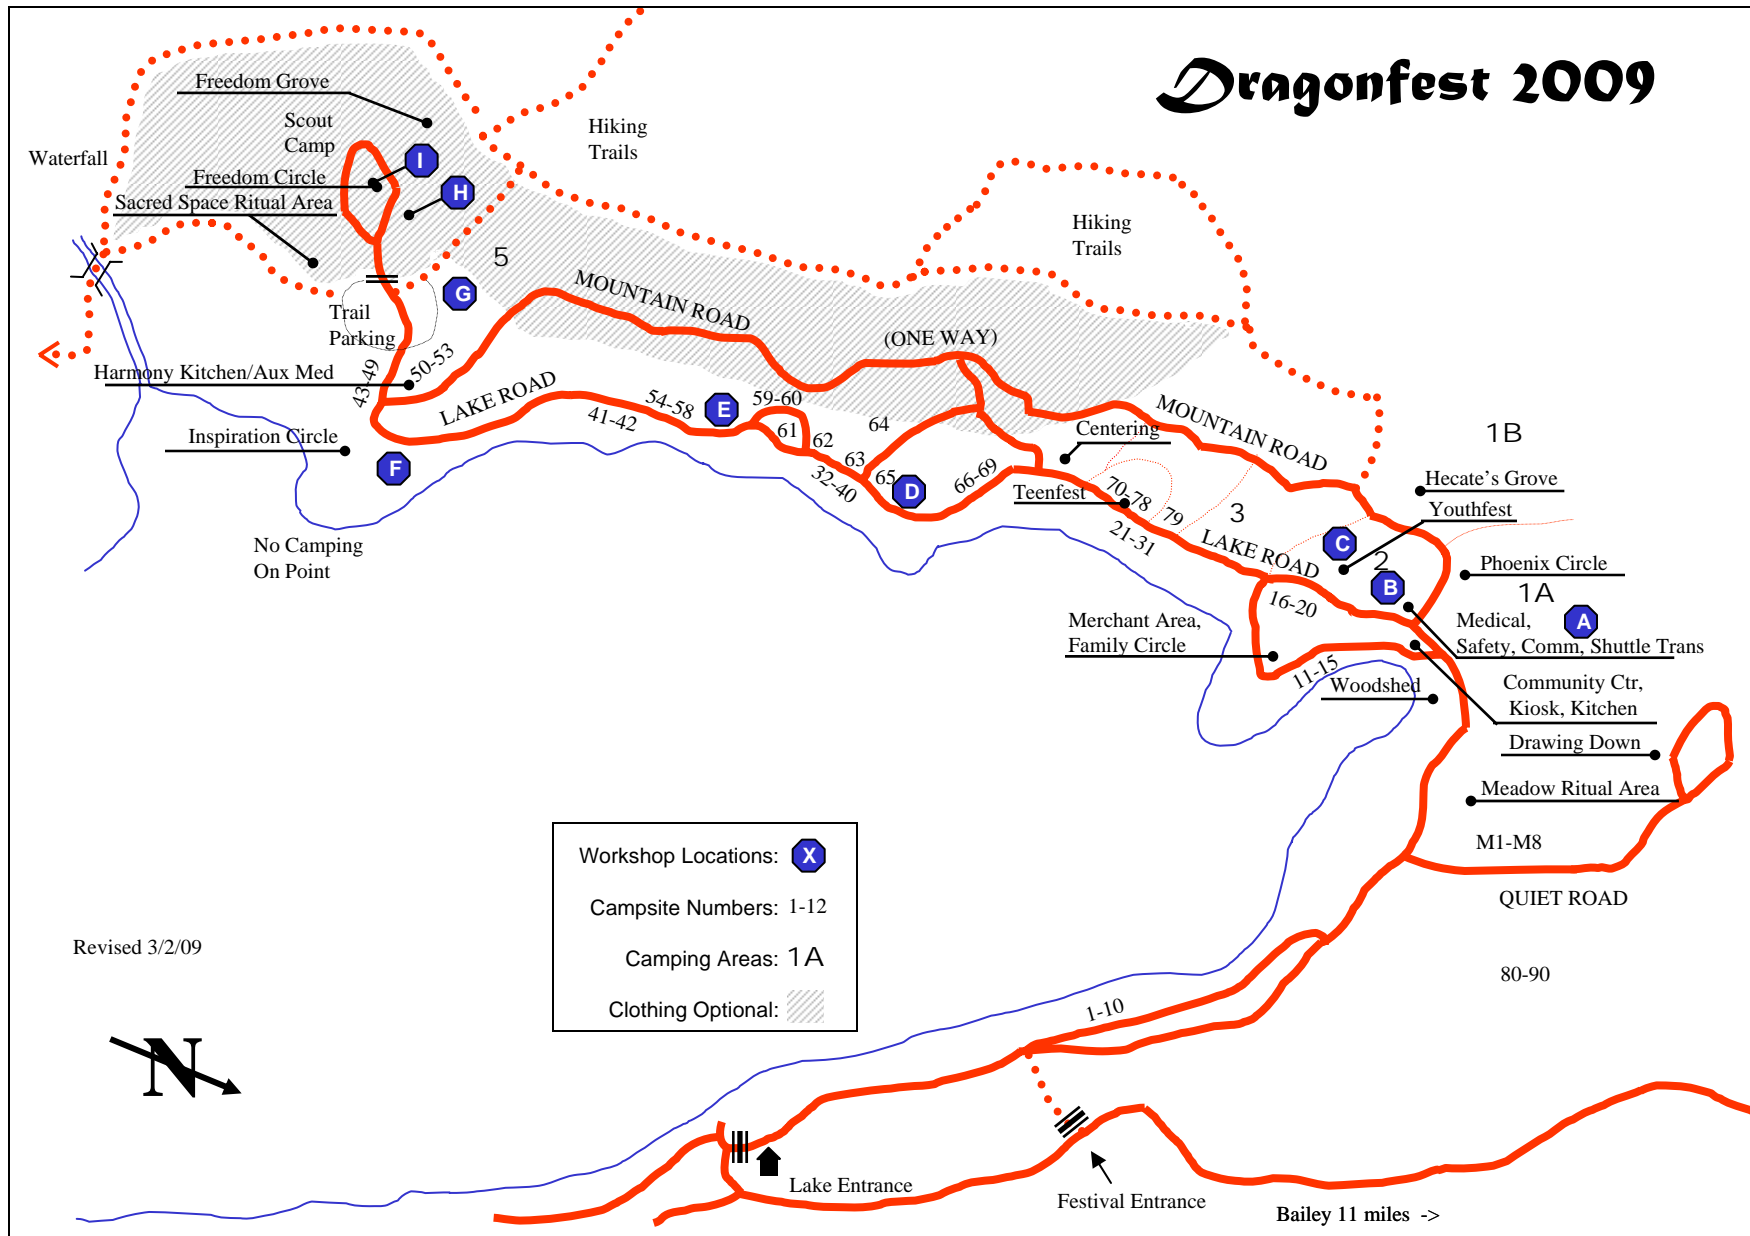 Dragonfest 2009
Freedom Grove
Scout
Camp
Hiking
Trails
Waterfall
I
Freedom Circle
H
Sacred Space Ritual Area
Hiking
Trails
5
G
MOUNTAIN ROAD
Trail
Parking
(ONE WAY)
Harmony Kitchen/Aux Med
43-49
50-53
LAKE ROAD
41-42
54-58
E
59-60
61
62
63
64
65
32-40
D
66-69
Centering
MOUNTAIN ROAD
1B
Inspiration Circle
F
Teenfest
70-78
79
21-31
3
LAKE ROAD
Hecate's Grove
Youthfest
C
2
B
Phoenix Circle
1A
A
No Camping
On Point
16-20
Merchant Area,
Family Circle
Medical,
Safety, Comm, Shuttle Trans
11-15
Woodshed
Community Ctr,
Kiosk, Kitchen
Drawing Down
Meadow Ritual Area
M1-M8
QUIET ROAD
80-90
Workshop Locations: X
Campsite Numbers: 1-12
Camping Areas: 1A
Clothing Optional:
Revised 3/2/09
N
1-10
Lake Entrance
Festival Entrance
Bailey 11 miles ->